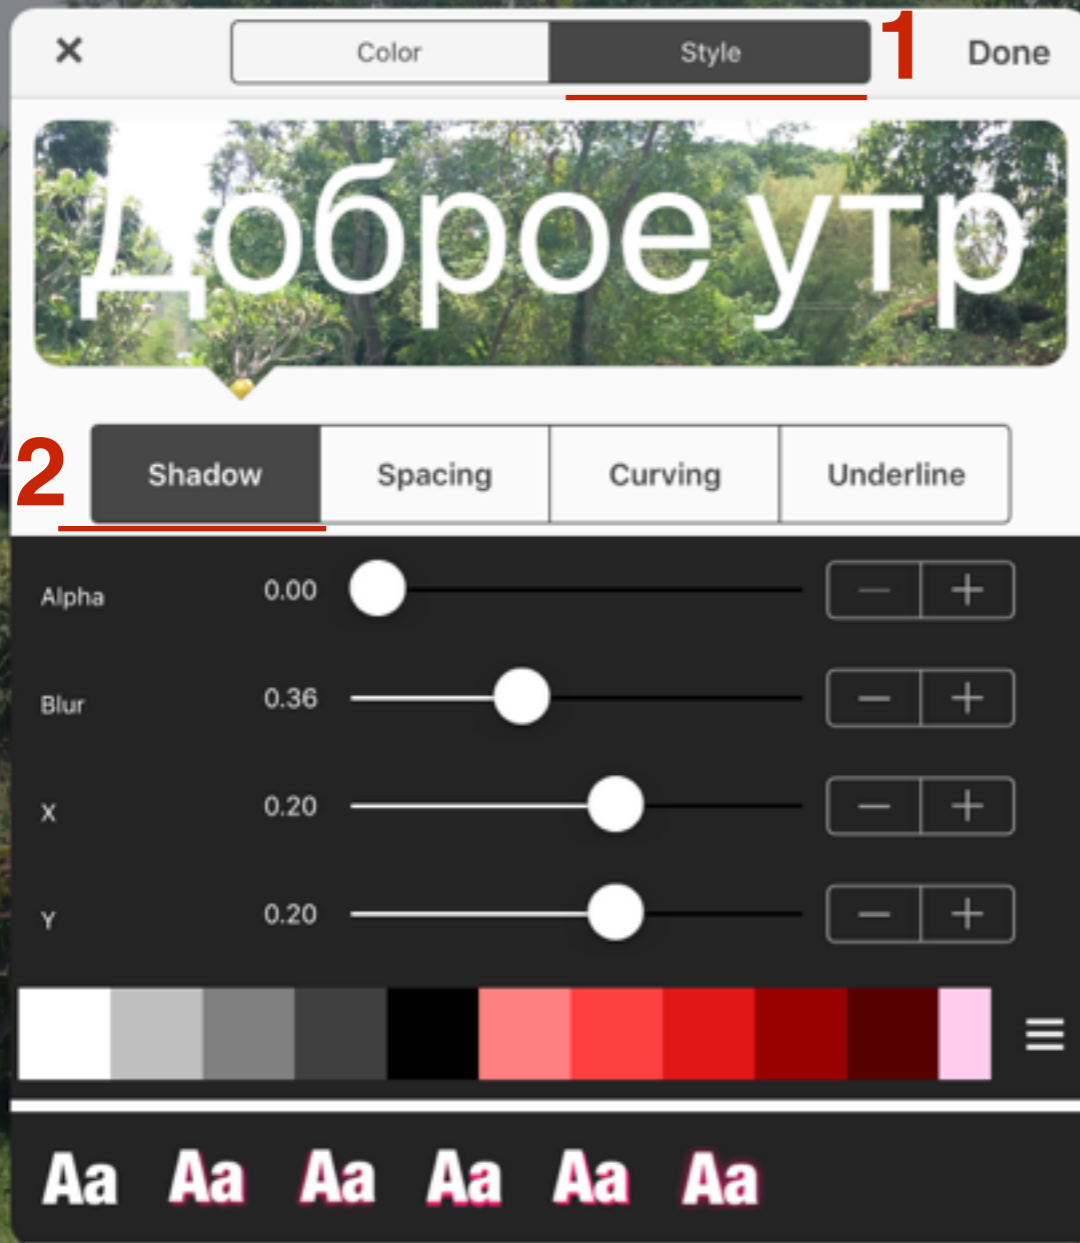 × Color Style 1 Done
Доброе утр
2 Shadow Spacing Curving Underline
Alpha 0.00 — +
Blur 0.36 — +
X 0.20 — +
Y 0.20 — +
Aa Aa Aa Aa Aa Aa